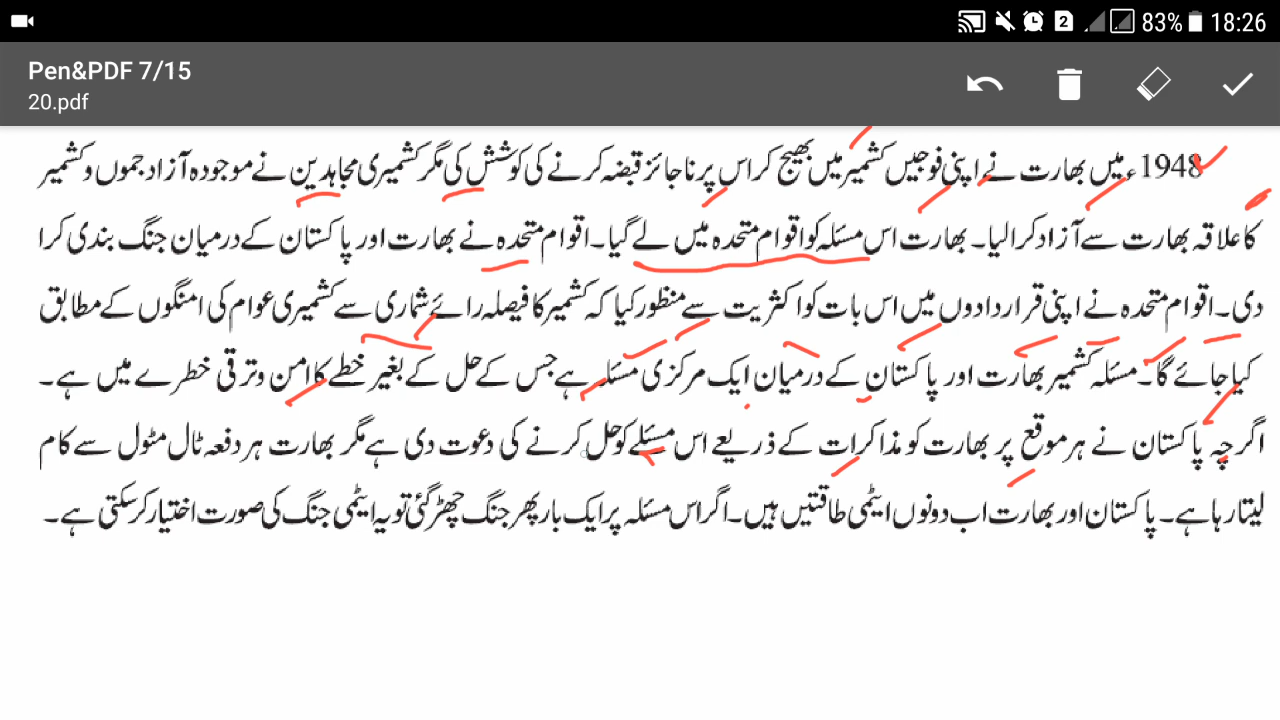 83% 18:26
Pen&PDF 7/15
20.pdf
1948ء میں بھارت نے اپنی فوجیں کشمیر میں بھیج کر اس پر ناجائز قبضہ کرنے کی کوشش کی مگر کشمیری مجاہدین نے موجودہ آزاد جموں و کشمیر
کا علاقہ بھارت سے آزاد کرا لیا۔ بھارت اس مسئلہ کو اقوام متحدہ میں لے گیا۔ اقوام متحدہ نے بھارت اور پاکستان کے درمیان جنگ بندی کرا
دی۔ اقوام متحدہ نے اپنی قراردادوں میں اس بات کو اکثریت سے منظور کیا کہ کشمیر کا فیصلہ رائے شماری سے کشمیری عوام کی امنگوں کے مطابق
کیا جائے گا۔ مسئلہ کشمیر بھارت اور پاکستان کے درمیان ایک مرکزی مسئلہ ہے جس کے حل کے بغیر خطے کا امن و ترقی خطرے میں ہے۔
اگرچہ پاکستان نے ہر موقع پر بھارت کو مذاکرات کے ذریعے اس مسئلے کو حل کرنے کی دعوت دی ہے مگر بھارت ہر دفعہ ٹال مٹول سے کام
لیتا رہا ہے۔ پاکستان اور بھارت اب دونوں ایٹمی طاقتیں ہیں۔ اگر اس مسئلہ پر ایک بار پھر جنگ چھڑ گئی تو یہ ایٹمی جنگ کی صورت اختیار کر سکتی ہے۔